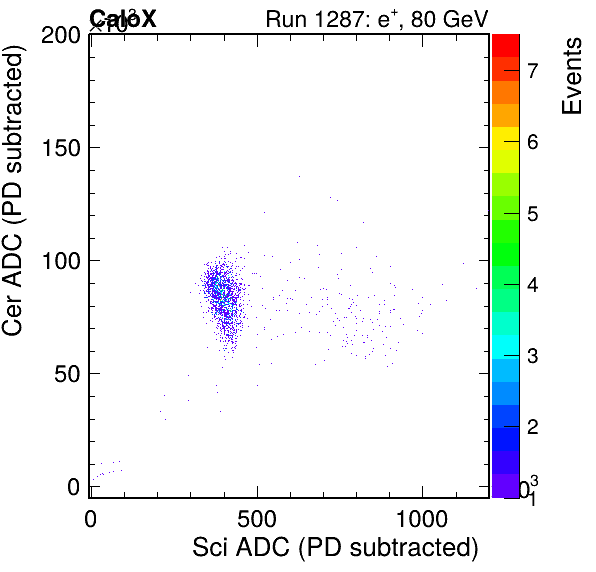 CaloX Run 1287: e⁺, 80 GeV
×10³
200
150
100
50
0
0 500 1000
Sci ADC (PD subtracted)
Cer ADC (PD subtracted)
7
6
5
4
3
2
1
Events